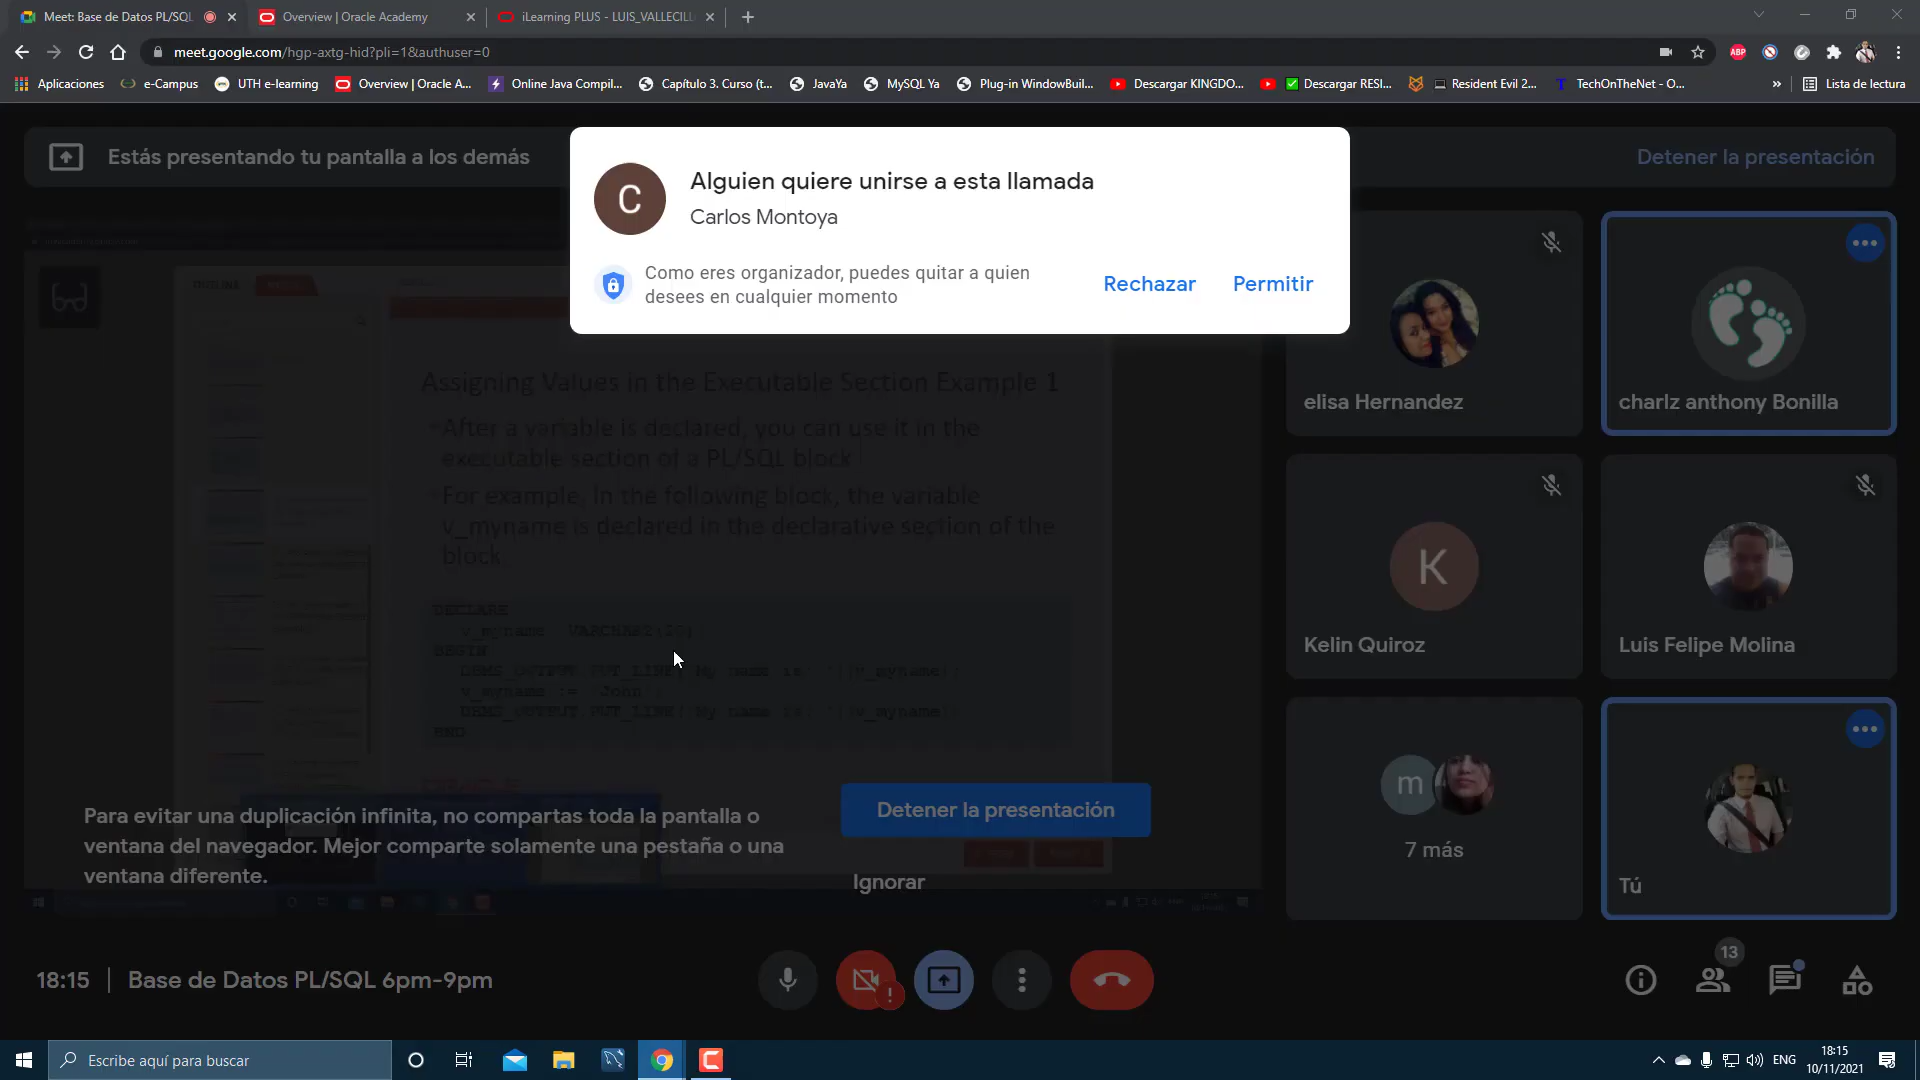 Meet: Base de Datos PL/SQL
Overview | Oracle Academy
iLearning PLUS - LUIS_VALLECILL
meet.google.com/hgp-axtg-hid?pli=1&authuser=0
ABP
Aplicaciones
e-Campus
UTH e-learning
Overview | Oracle A...
Online Java Compil...
Capítulo 3. Curso (t...
JavaYa
MySQL Ya
Plug-in WindowBuil...
Descargar KINGDO...
Descargar RESI...
Resident Evil 2...
TechOnTheNet - O...
»
Lista de lectura
Estás presentando tu pantalla a los demás
Detener la presentación
C
Alguien quiere unirse a esta llamada
Carlos Montoya
Como eres organizador, puedes quitar a quien
desees en cualquier momento
Rechazar
Permitir
OUTLINE
Assigning Values in the Executable Section Example 1
After a variable is declared, you can use it in the
executable section of a PL/SQL block
For example, in the following block, the variable
v_myname is declared in the declarative section of the
block
DECLARE
BEGIN
v_myname := 'John';
END
Para evitar una duplicación infinita, no compartas toda la pantalla o
ventana del navegador. Mejor comparte solamente una pestaña o una
ventana diferente.
Detener la presentación
Ignorar
elisa Hernandez
charlz anthony Bonilla
K
Kelin Quiroz
Luis Felipe Molina
m
7 más
Tú
18:15 | Base de Datos PL/SQL 6pm-9pm
13
Escribe aquí para buscar
ENG
18:15
10/11/2021